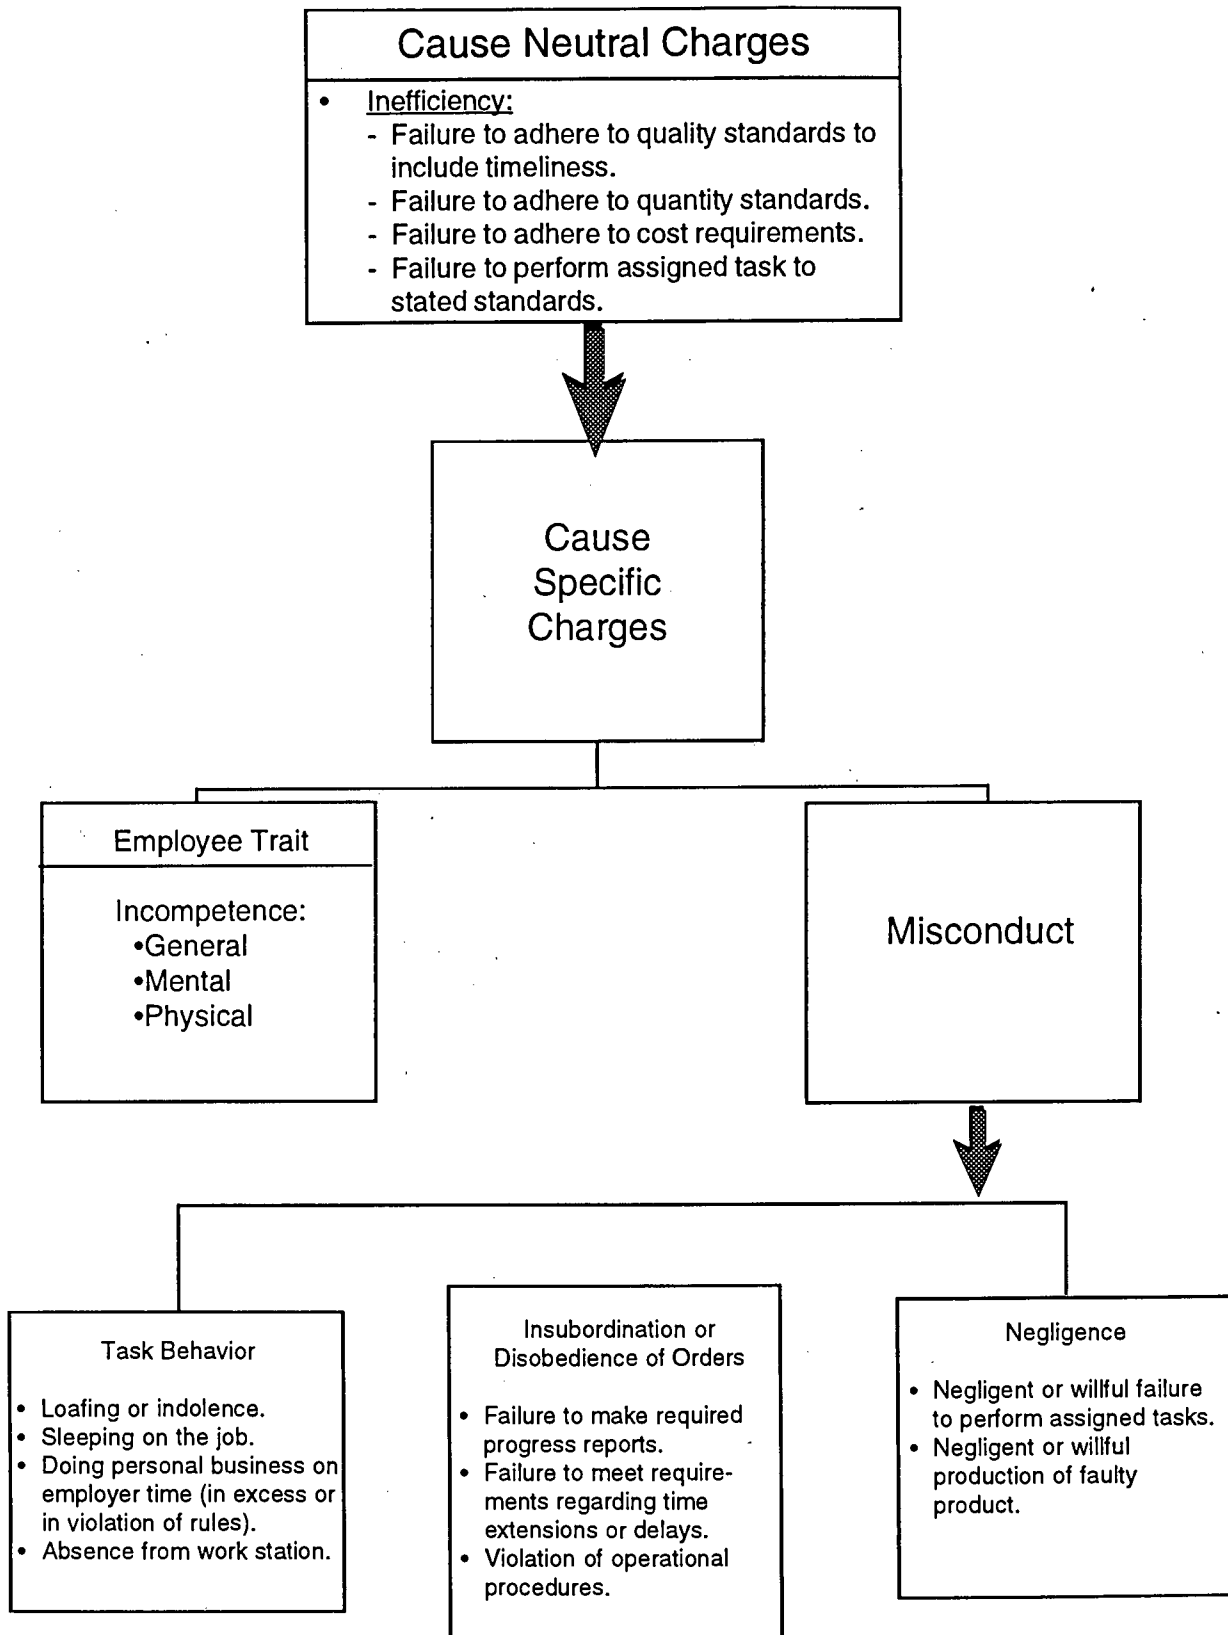 Cause Neutral Charges
• Inefficiency:
- Failure to adhere to quality standards to
include timeliness.
- Failure to adhere to quantity standards.
- Failure to adhere to cost requirements.
- Failure to perform assigned task to
stated standards.
Cause
Specific
Charges
Employee Trait
Incompetence:
•General
•Mental
•Physical
Misconduct
Task Behavior
• Loafing or indolence.
• Sleeping on the job.
• Doing personal business on
employer time (in excess or
in violation of rules).
• Absence from work station.
Insubordination or
Disobedience of Orders
• Failure to make required
progress reports.
• Failure to meet require-
ments regarding time
extensions or delays.
• Violation of operational
procedures.
Negligence
• Negligent or willful failure
to perform assigned tasks.
• Negligent or willful
production of faulty
product.